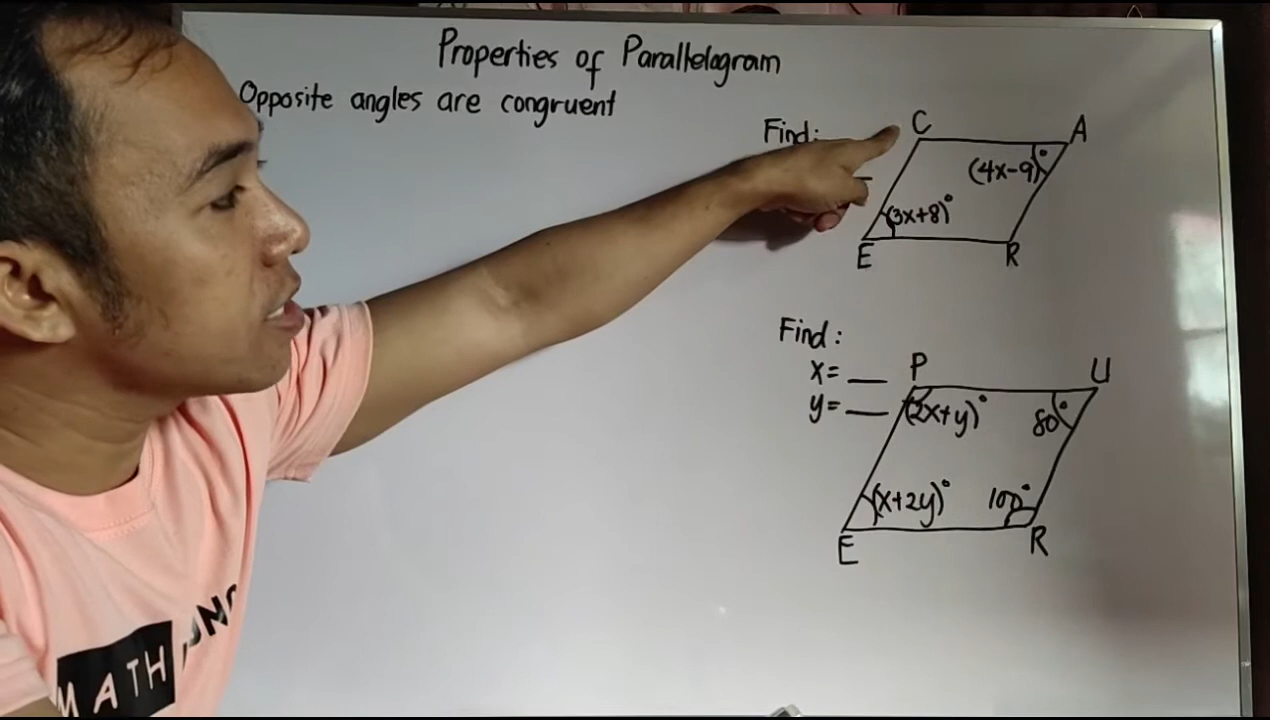 Properties of Parallelogram
Opposite angles are congruent
Find:
C
A
(4x-9)°
(3x+8)°
E
R
Find:
x= __
y= __
P
U
(2x+y)°
80°
(x+2y)°
100°
E
R
MATH